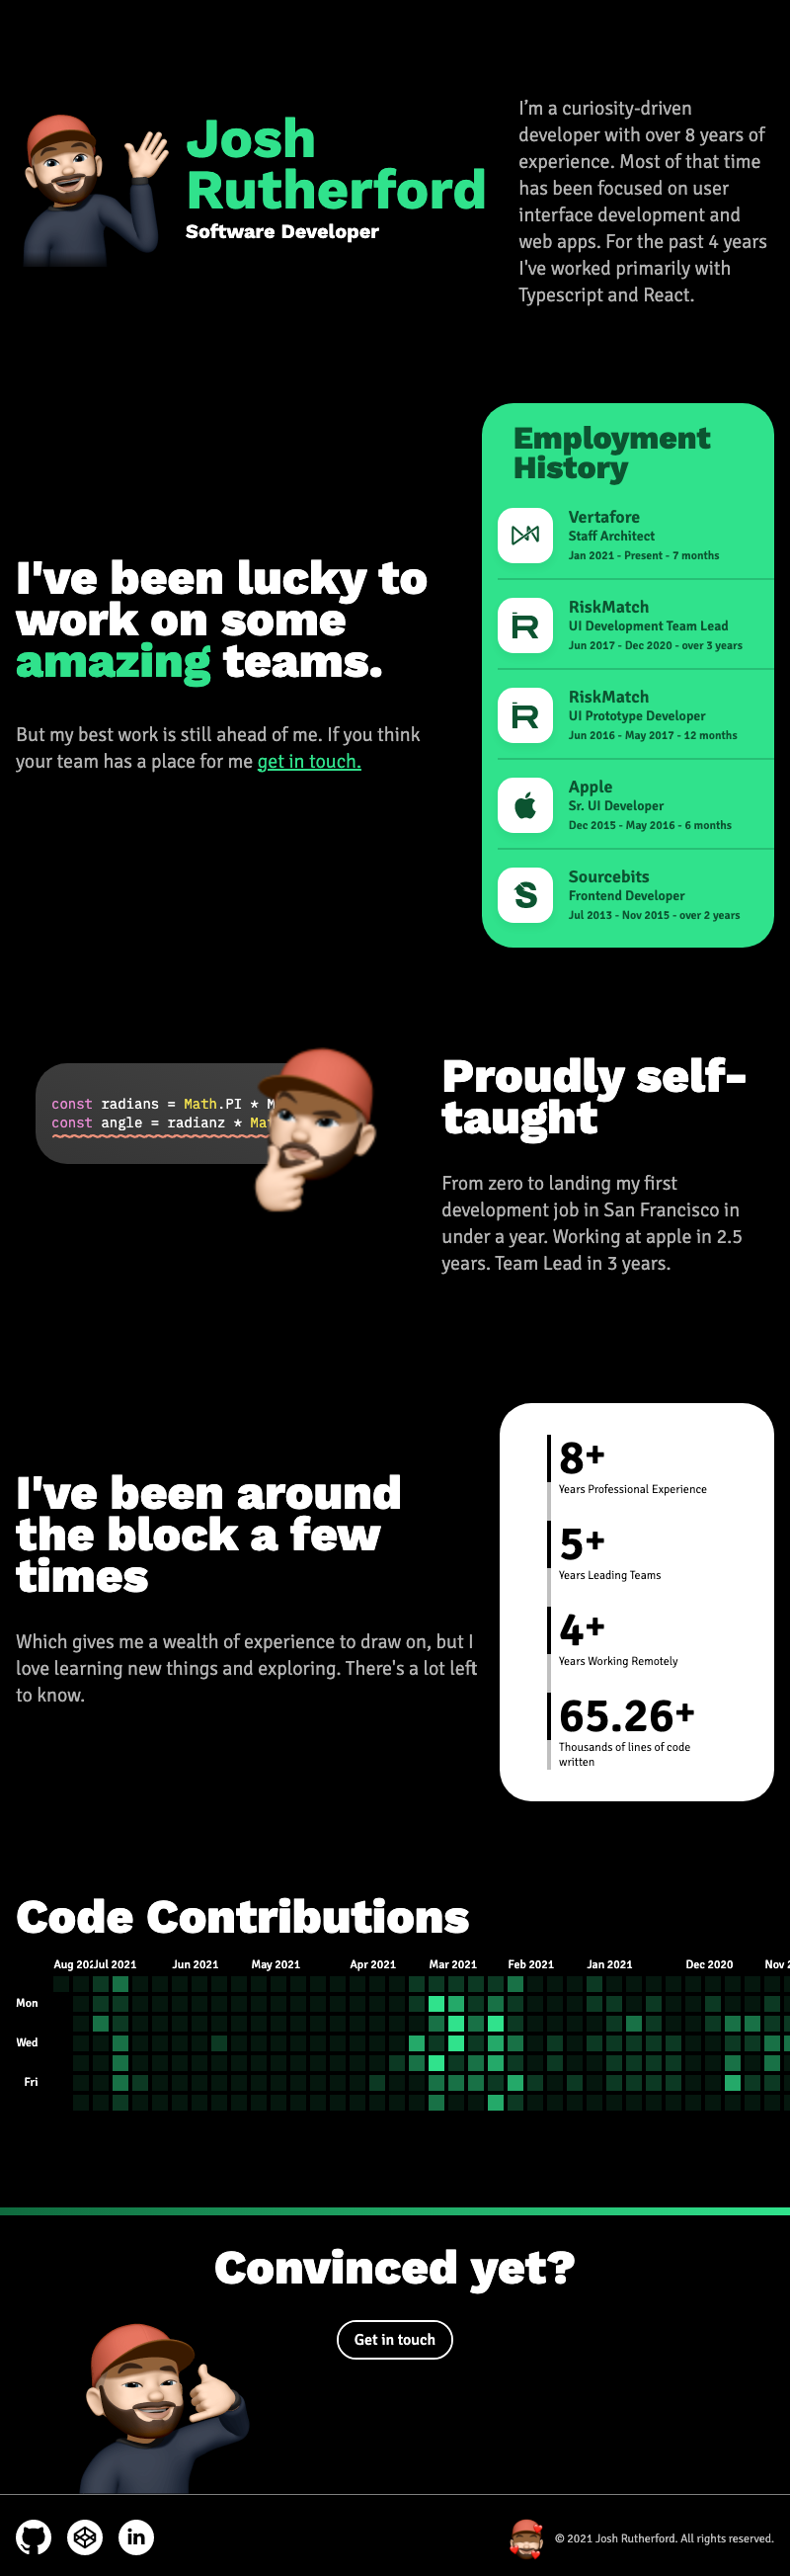 Josh
Rutherford
Software Developer
I'm a curiosity-driven
developer with over 8 years of
experience. Most of that time
has been focused on user
interface development and
web apps. For the past 4 years
I've worked primarily with
Typescript and React.
I've been lucky to
work on some
amazing teams.
But my best work is still ahead of me. If you think
your team has a place for me get in touch.
Employment
History
Vertafore
Staff Architect
Jan 2021 - Present - 7 months
RiskMatch
UI Development Team Lead
Jun 2017 - Dec 2020 - over 3 years
RiskMatch
UI Prototype Developer
Jun 2016 - May 2017 - 12 months
Apple
Sr. UI Developer
Dec 2015 - May 2016 - 6 months
Sourcebits
Frontend Developer
Jul 2013 - Nov 2015 - over 2 years
const radians = Math.PI * M
const angle = radianz * Mat
Proudly self-
taught
From zero to landing my first
development job in San Francisco in
under a year. Working at apple in 2.5
years. Team Lead in 3 years.
I've been around
the block a few
times
Which gives me a wealth of experience to draw on, but I
love learning new things and exploring. There's a lot left
to know.
8+
Years Professional Experience
5+
Years Leading Teams
4+
Years Working Remotely
65.26+
Thousands of lines of code
written
Code Contributions
Aug 202 Jul 2021 Jun 2021 May 2021 Apr 2021 Mar 2021 Feb 2021 Jan 2021 Dec 2020 Nov 2
Mon
Wed
Fri
Convinced yet?
Get in touch
© 2021 Josh Rutherford. All rights reserved.